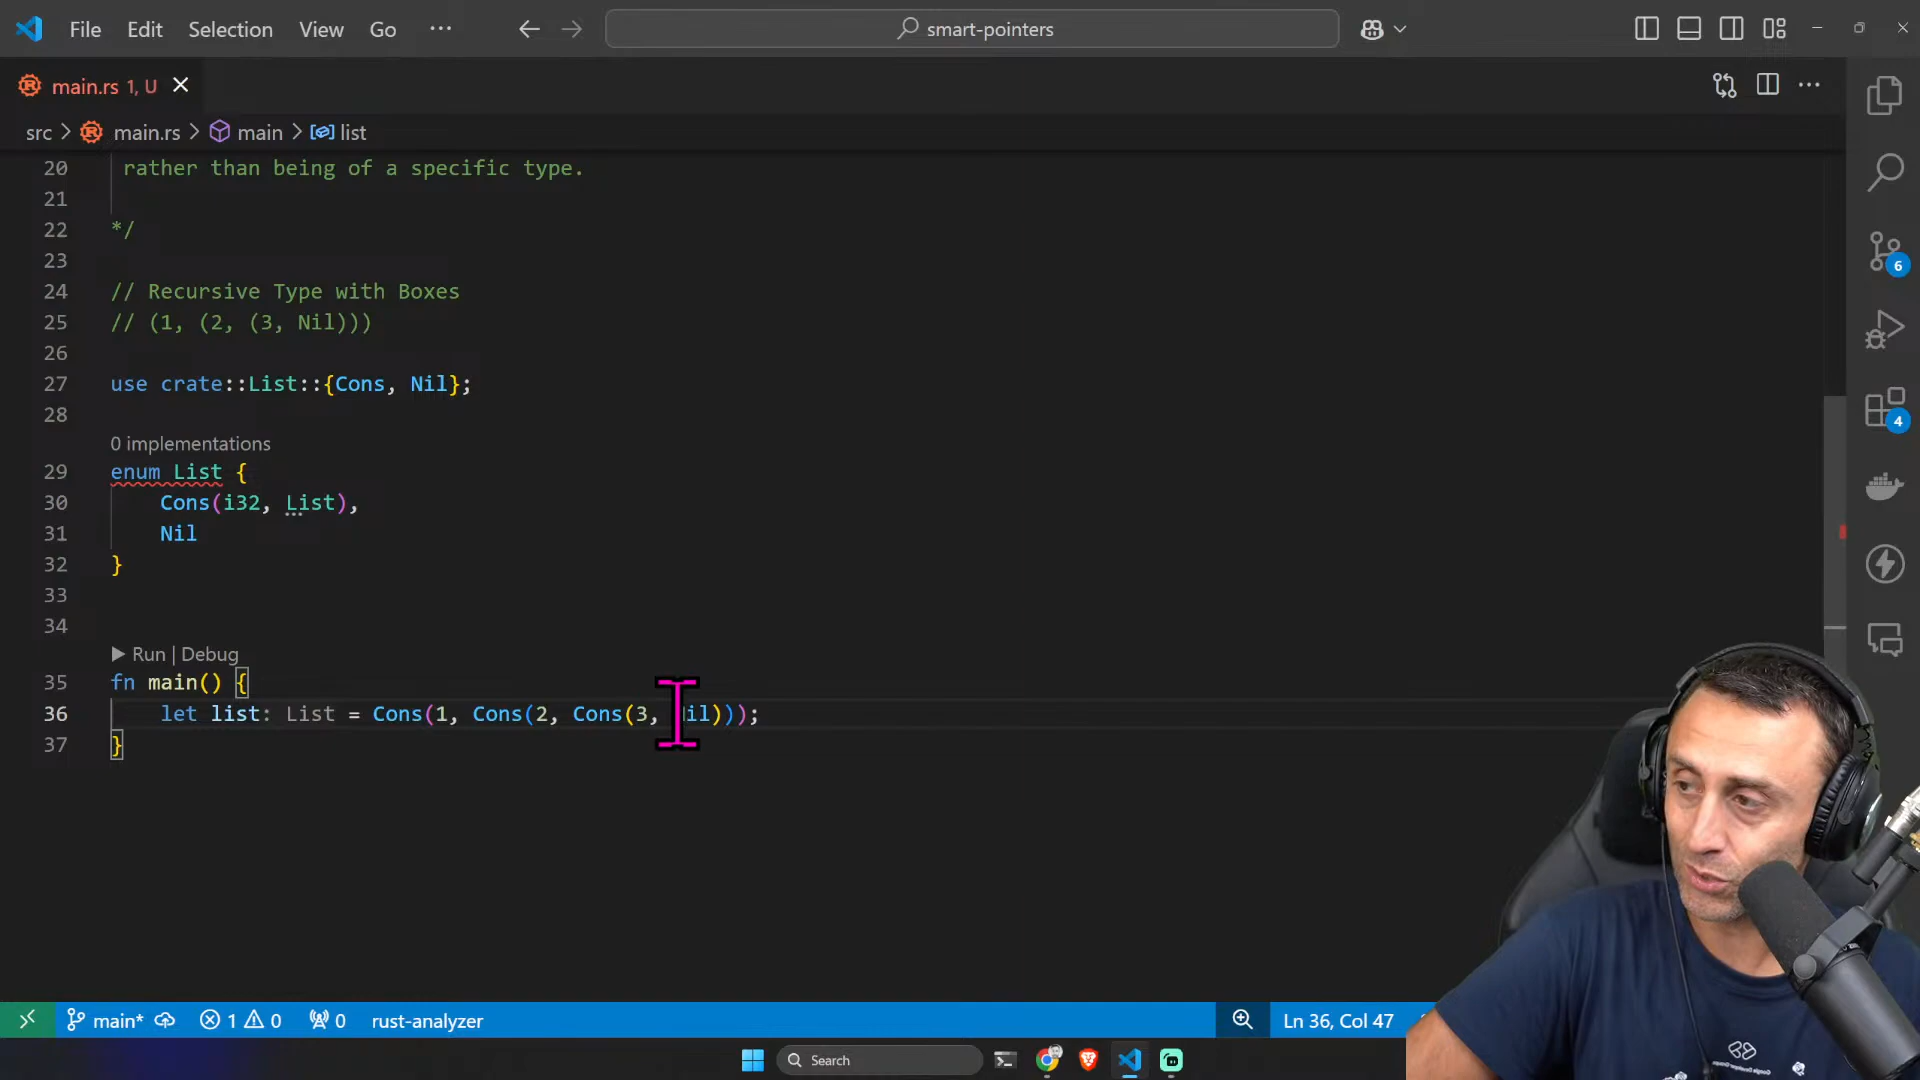 File Edit Selection View Go ··· smart-pointers
main.rs 1, U
src > main.rs > main > list
20 rather than being of a specific type.
21
22 */
23
24 // Recursive Type with Boxes
25 // (1, (2, (3, Nil)))
26
27 use crate::List::{Cons, Nil};
28
0 implementations
29 enum List {
30 Cons(i32, List),
31 Nil
32 }
33
34
Run | Debug
35 fn main() {
36 let list: List = Cons(1, Cons(2, Cons(3, Nil)));
37 }
6
4
main* 1 0 0 rust-analyzer Ln 36, Col 47
Search